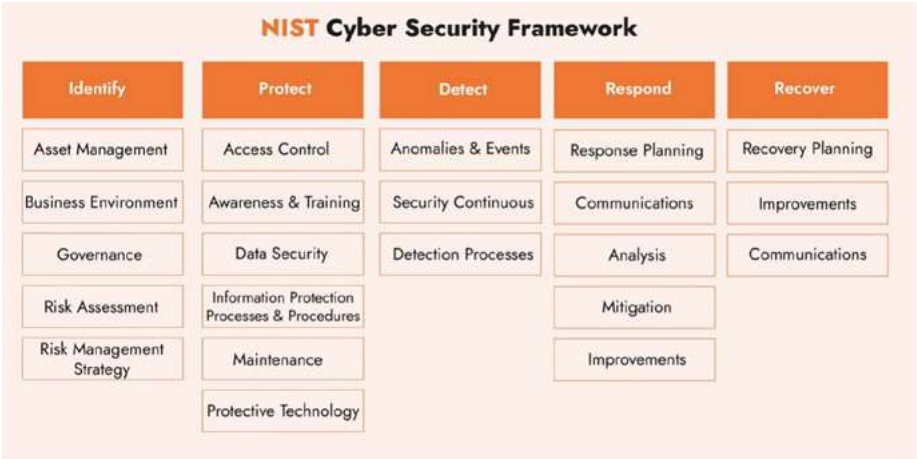 NIST Cyber Security Framework
Identify
Asset Management
Business Environment
Governance
Risk Assessment
Risk Management
Strategy
Protect
Access Control
Awareness & Training
Data Security
Information Protection
Processes & Procedures
Maintenance
Protective Technology
Detect
Anomalies & Events
Security Continuous
Detection Processes
Respond
Response Planning
Communications
Analysis
Mitigation
Improvements
Recover
Recovery Planning
Improvements
Communications